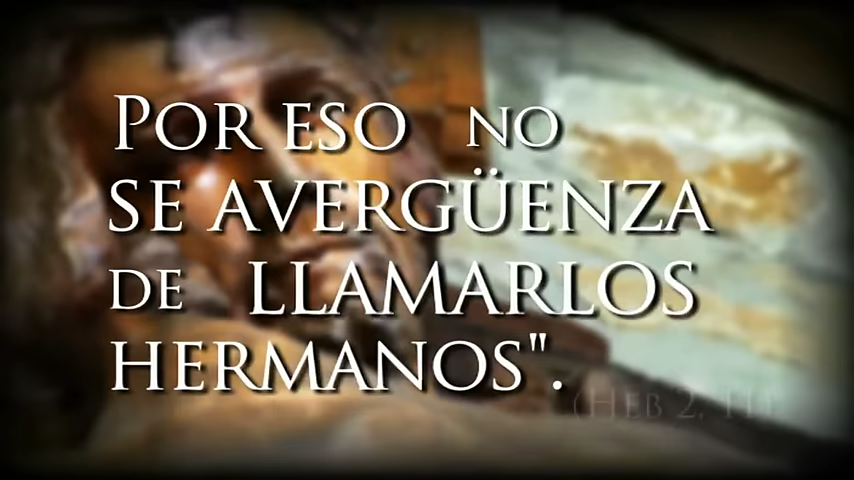 POR ESO NO
SE AVERGÜENZA
DE LLAMARLOS
HERMANOS".
(HEB 2, 11)